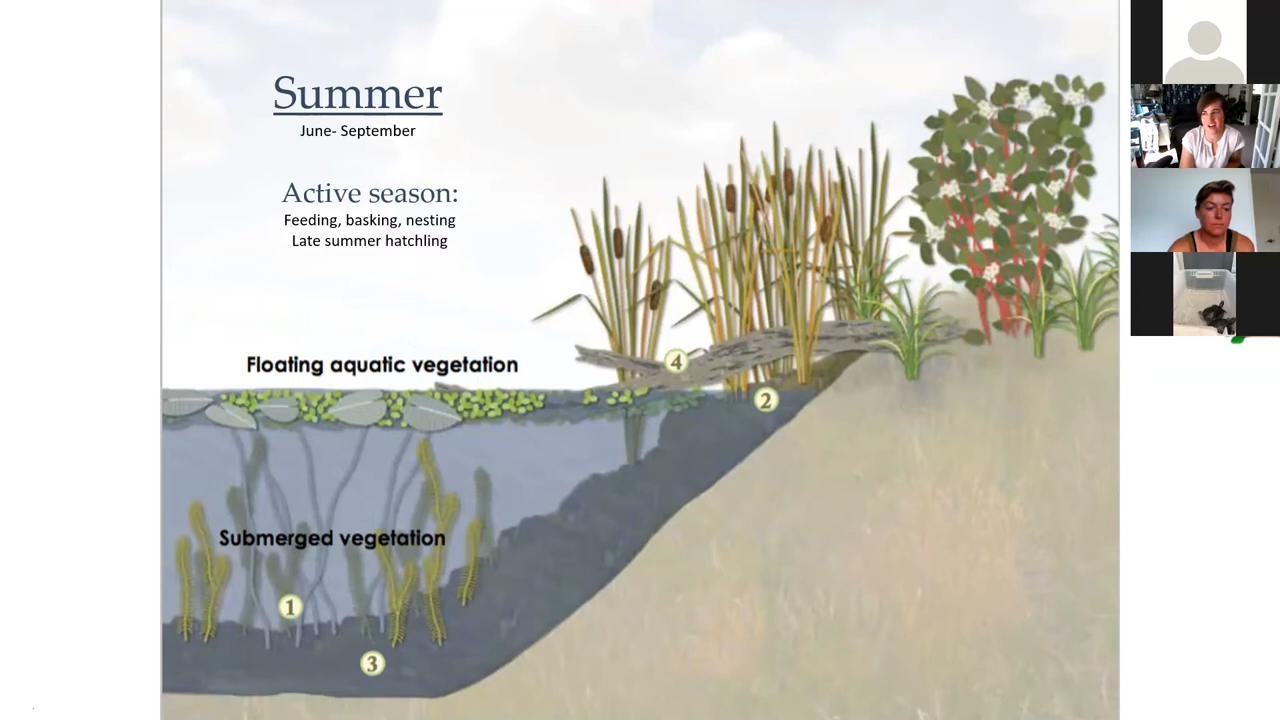 Summer
June- September
Active season:
Feeding, basking, nesting
Late summer hatchling
Floating aquatic vegetation
4
2
Submerged vegetation
1
3